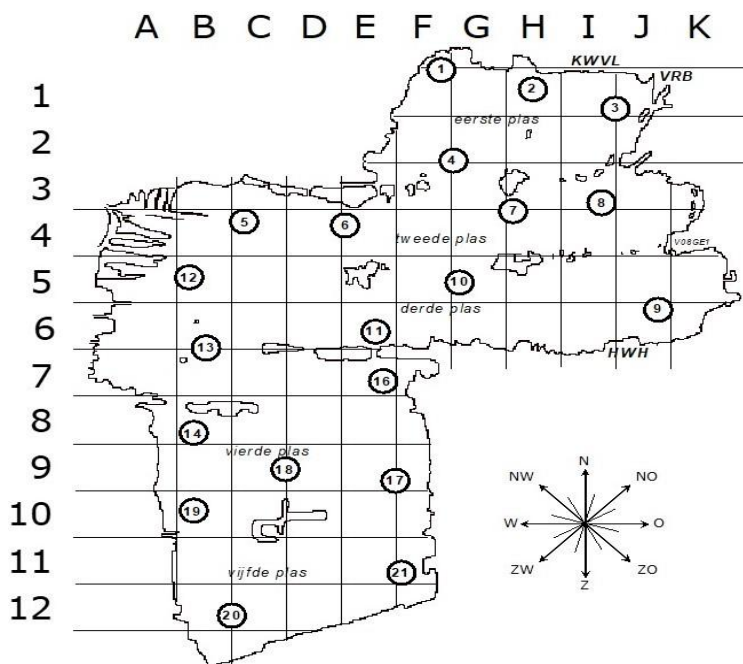 A B C D E F G H I J K
KWVL
VRB
1
1
2
3
eerste plas
2
4
3
5
6
7
8
4
tweede plas
V08GE1
12
10
5
derde plas
9
11
6
13
HWH
16
7
14
8
vierde plas
18
17
9
19
10
21
11
vijfde plas
20
12
N
NW
NO
W
O
ZW
ZO
Z